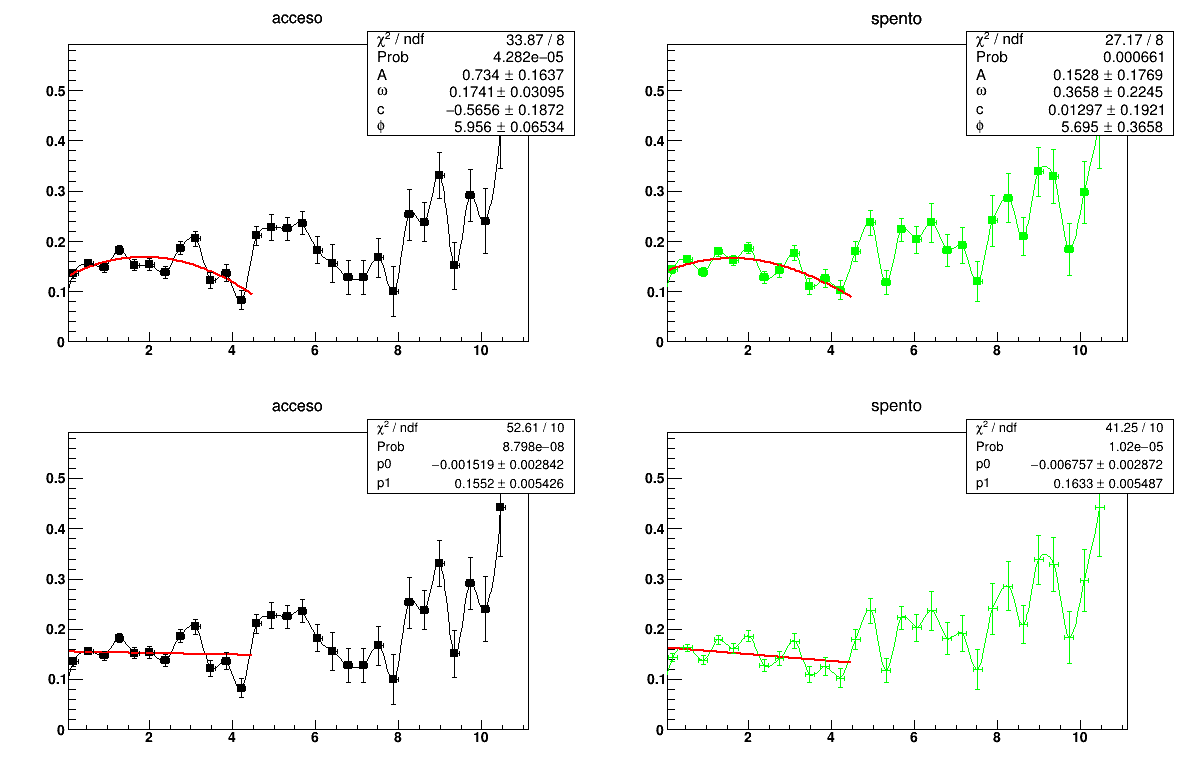 acceso
χ² / ndf 33.87 / 8
Prob 4.282e−05
A 0.734 ± 0.1637
ω 0.1741 ± 0.03095
c −0.5656 ± 0.1872
ϕ 5.956 ± 0.06534
0.5
0.4
0.3
0.2
0.1
0
2 4 6 8 10
spento
χ² / ndf 27.17 / 8
Prob 0.000661
A 0.1528 ± 0.1769
ω 0.3658 ± 0.2245
c 0.01297 ± 0.1921
ϕ 5.695 ± 0.3658
0.5
0.4
0.3
0.2
0.1
0
2 4 6 8 10
acceso
χ² / ndf 52.61 / 10
Prob 8.798e−08
p0 −0.001519 ± 0.002842
p1 0.1552 ± 0.005426
0.5
0.4
0.3
0.2
0.1
0
2 4 6 8 10
spento
χ² / ndf 41.25 / 10
Prob 1.02e−05
p0 −0.006757 ± 0.002872
p1 0.1633 ± 0.005487
0.5
0.4
0.3
0.2
0.1
0
2 4 6 8 10